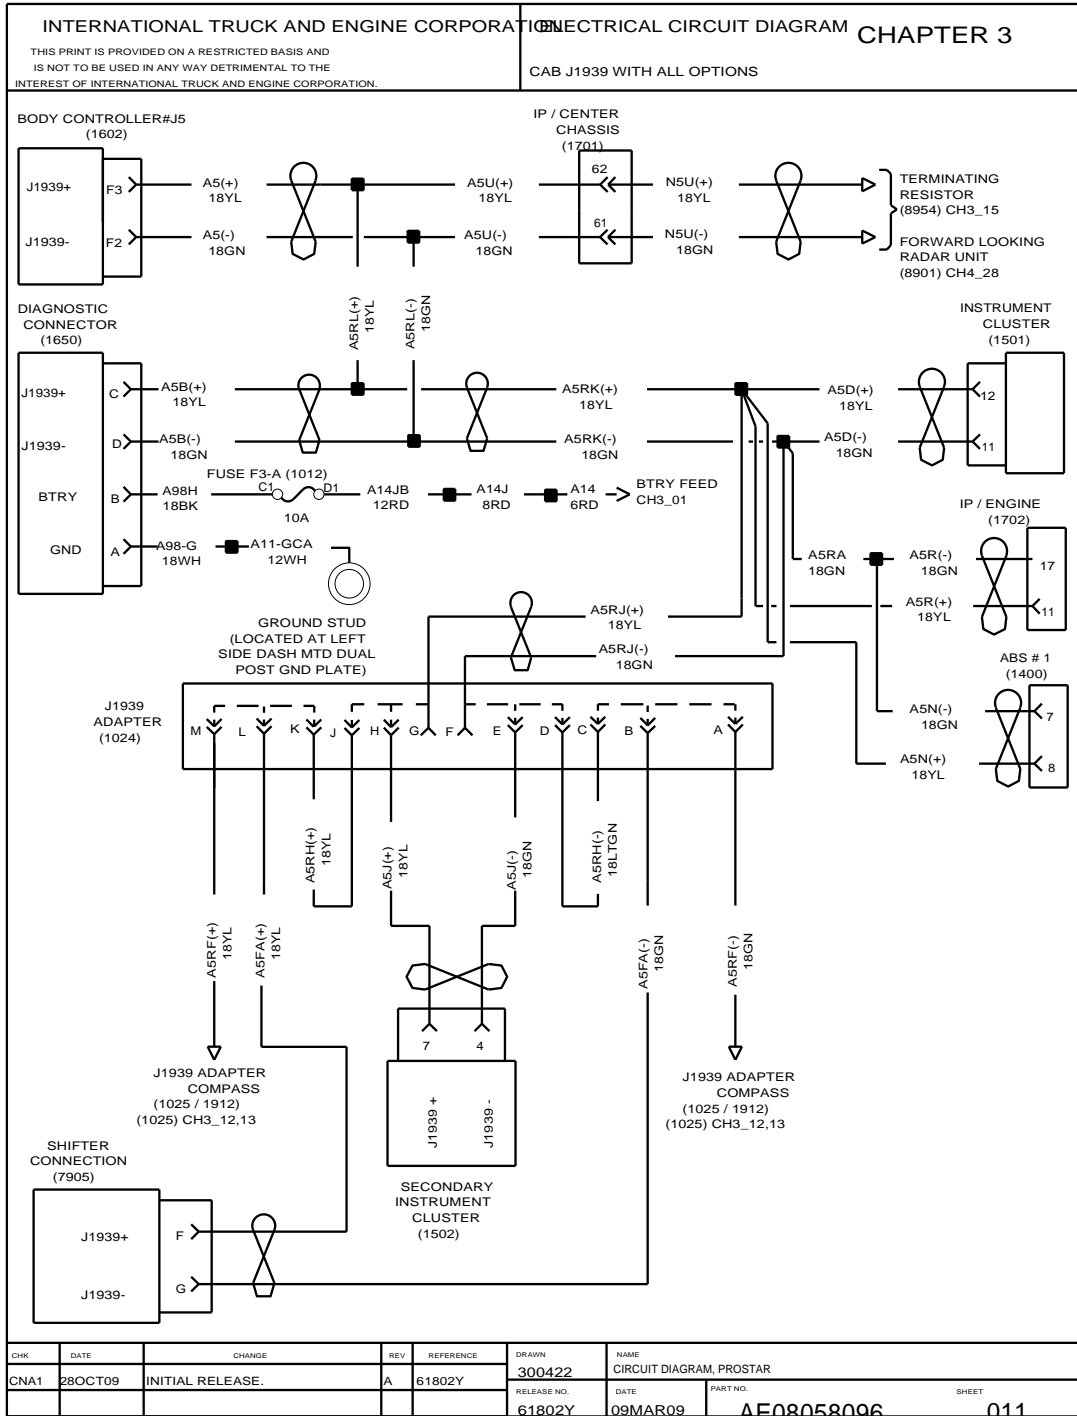 INTERNATIONAL TRUCK AND ENGINE CORPORATION
ELECTRICAL CIRCUIT DIAGRAM
CHAPTER 3
THIS PRINT IS PROVIDED ON A RESTRICTED BASIS AND
IS NOT TO BE USED IN ANY WAY DETRIMENTAL TO THE
INTEREST OF INTERNATIONAL TRUCK AND ENGINE CORPORATION.
CAB J1939 WITH ALL OPTIONS
BODY CONTROLLER#J5
(1602)
J1939+
F3
J1939-
F2
A5(+)
18YL
A5(-)
18GN
A5U(+)
18YL
A5U(-)
18GN
IP / CENTER
CHASSIS
(1701)
62
61
N5U(+)
18YL
N5U(-)
18GN
TERMINATING
RESISTOR
(8954) CH3_15
FORWARD LOOKING
RADAR UNIT
(8901) CH4_28
A5RL(+)
18YL
A5RL(-)
18GN
DIAGNOSTIC
CONNECTOR
(1650)
J1939+
C
J1939-
D
BTRY
B
GND
A
A5B(+)
18YL
A5B(-)
18GN
A98H
18BK
A98-G
18WH
FUSE F3-A (1012)
C1
D1
10A
A14JB
12RD
A14J
8RD
A14
6RD
BTRY FEED
CH3_01
A11-GCA
12WH
GROUND STUD
(LOCATED AT LEFT
SIDE DASH MTD DUAL
POST GND PLATE)
A5RK(+)
18YL
A5RK(-)
18GN
A5D(+)
18YL
A5D(-)
18GN
INSTRUMENT
CLUSTER
(1501)
12
11
IP / ENGINE
(1702)
A5RA
18GN
A5R(-)
18GN
17
A5R(+)
18YL
11
A5RJ(+)
18YL
A5RJ(-)
18GN
ABS # 1
(1400)
A5N(-)
18GN
7
A5N(+)
18YL
8
J1939
ADAPTER
(1024)
M
L
K
J
H
G
F
E
D
C
B
A
A5RH(+)
18YL
A5J(+)
18YL
A5J(-)
18GN
A5RH(-)
18LTGN
A5RF(+)
18YL
A5FA(+)
18YL
A5FA(-)
18GN
A5RF(-)
18GN
7
4
J1939 +
J1939 -
SECONDARY
INSTRUMENT
CLUSTER
(1502)
J1939 ADAPTER
COMPASS
(1025 / 1912)
(1025) CH3_12,13
J1939 ADAPTER
COMPASS
(1025 / 1912)
(1025) CH3_12,13
SHIFTER
CONNECTION
(7905)
J1939+
F
J1939-
G
CHK
DATE
CHANGE
REV
REFERENCE
CNA1
28OCT09
INITIAL RELEASE.
A
61802Y
DRAWN
300422
NAME
CIRCUIT DIAGRAM, PROSTAR
RELEASE NO.
61802Y
DATE
09MAR09
PART NO.
AE08058096
SHEET
011